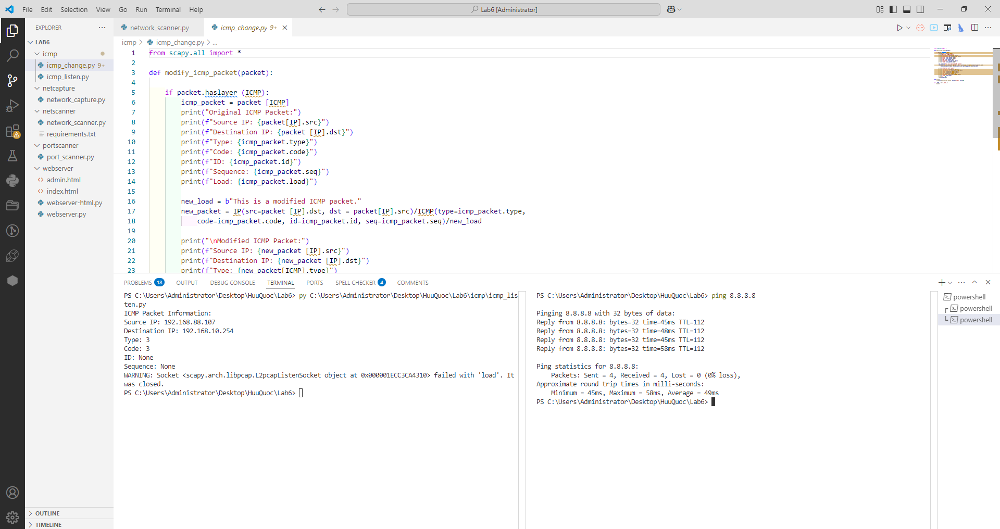 File Edit Selection View Go Run Terminal Help
Lab6 [Administrator]
EXPLORER
LAB6
icmp
icmp_change.py 9+
icmp_listen.py
netcapture
network_capture.py
netscanner
network_scanner.py
requirements.txt
portscanner
port_scanner.py
webserver
admin.html
index.html
webserver-html.py
webserver.py
OUTLINE
TIMELINE
network_scanner.py icmp_change.py 9+
icmp > icmp_change.py > ...
1 from scapy.all import *
2
3 def modify_icmp_packet(packet):
4
5 if packet.haslayer (ICMP):
6 icmp_packet = packet [ICMP]
7 print("Original ICMP Packet:")
8 print(f"Source IP: {packet[IP].src}")
9 print(f"Destination IP: {packet [IP].dst}")
10 print(f"Type: {icmp_packet.type}")
11 print(f"Code: {icmp_packet.code}")
12 print(f"ID: {icmp_packet.id}")
13 print(f"Sequence: {icmp_packet.seq}")
14 print(f"Load: {icmp_packet.load}")
15
16 new_load = b"This is a modified ICMP packet."
17 new_packet = IP(src=packet [IP].dst, dst = packet[IP].src)/ICMP(type=icmp_packet.type,
18 code=icmp_packet.code, id=icmp_packet.id, seq=icmp_packet.seq)/new_load
19
20 print("\nModified ICMP Packet:")
21 print(f"Source IP: {new_packet [IP].src}")
22 print(f"Destination IP: {new_packet [IP].dst}")
23 print(f"Type: {new_packet[ICMP].type}")
PROBLEMS 18 OUTPUT DEBUG CONSOLE TERMINAL PORTS SPELL CHECKER 4 COMMENTS
PS C:\Users\Administrator\Desktop\HuuQuoc\Lab6> py C:\Users\Administrator\Desktop\HuuQuoc\Lab6\icmp\icmp_lis
ten.py
ICMP Packet Information:
Source IP: 192.168.88.107
Destination IP: 192.168.10.254
Type: 3
Code: 3
ID: None
Sequence: None
WARNING: Socket <scapy.arch.libpcap.L2pcapListenSocket object at 0x000001ECC3CA4310> failed with 'load'. It
was closed.
PS C:\Users\Administrator\Desktop\HuuQuoc\Lab6>
PS C:\Users\Administrator\Desktop\HuuQuoc\Lab6> ping 8.8.8.8
Pinging 8.8.8.8 with 32 bytes of data:
Reply from 8.8.8.8: bytes=32 time=45ms TTL=112
Reply from 8.8.8.8: bytes=32 time=48ms TTL=112
Reply from 8.8.8.8: bytes=32 time=45ms TTL=112
Reply from 8.8.8.8: bytes=32 time=58ms TTL=112
Ping statistics for 8.8.8.8:
Packets: Sent = 4, Received = 4, Lost = 0 (0% loss),
Approximate round trip times in milli-seconds:
Minimum = 45ms, Maximum = 58ms, Average = 49ms
PS C:\Users\Administrator\Desktop\HuuQuoc\Lab6>
powershell
powershell
powershell